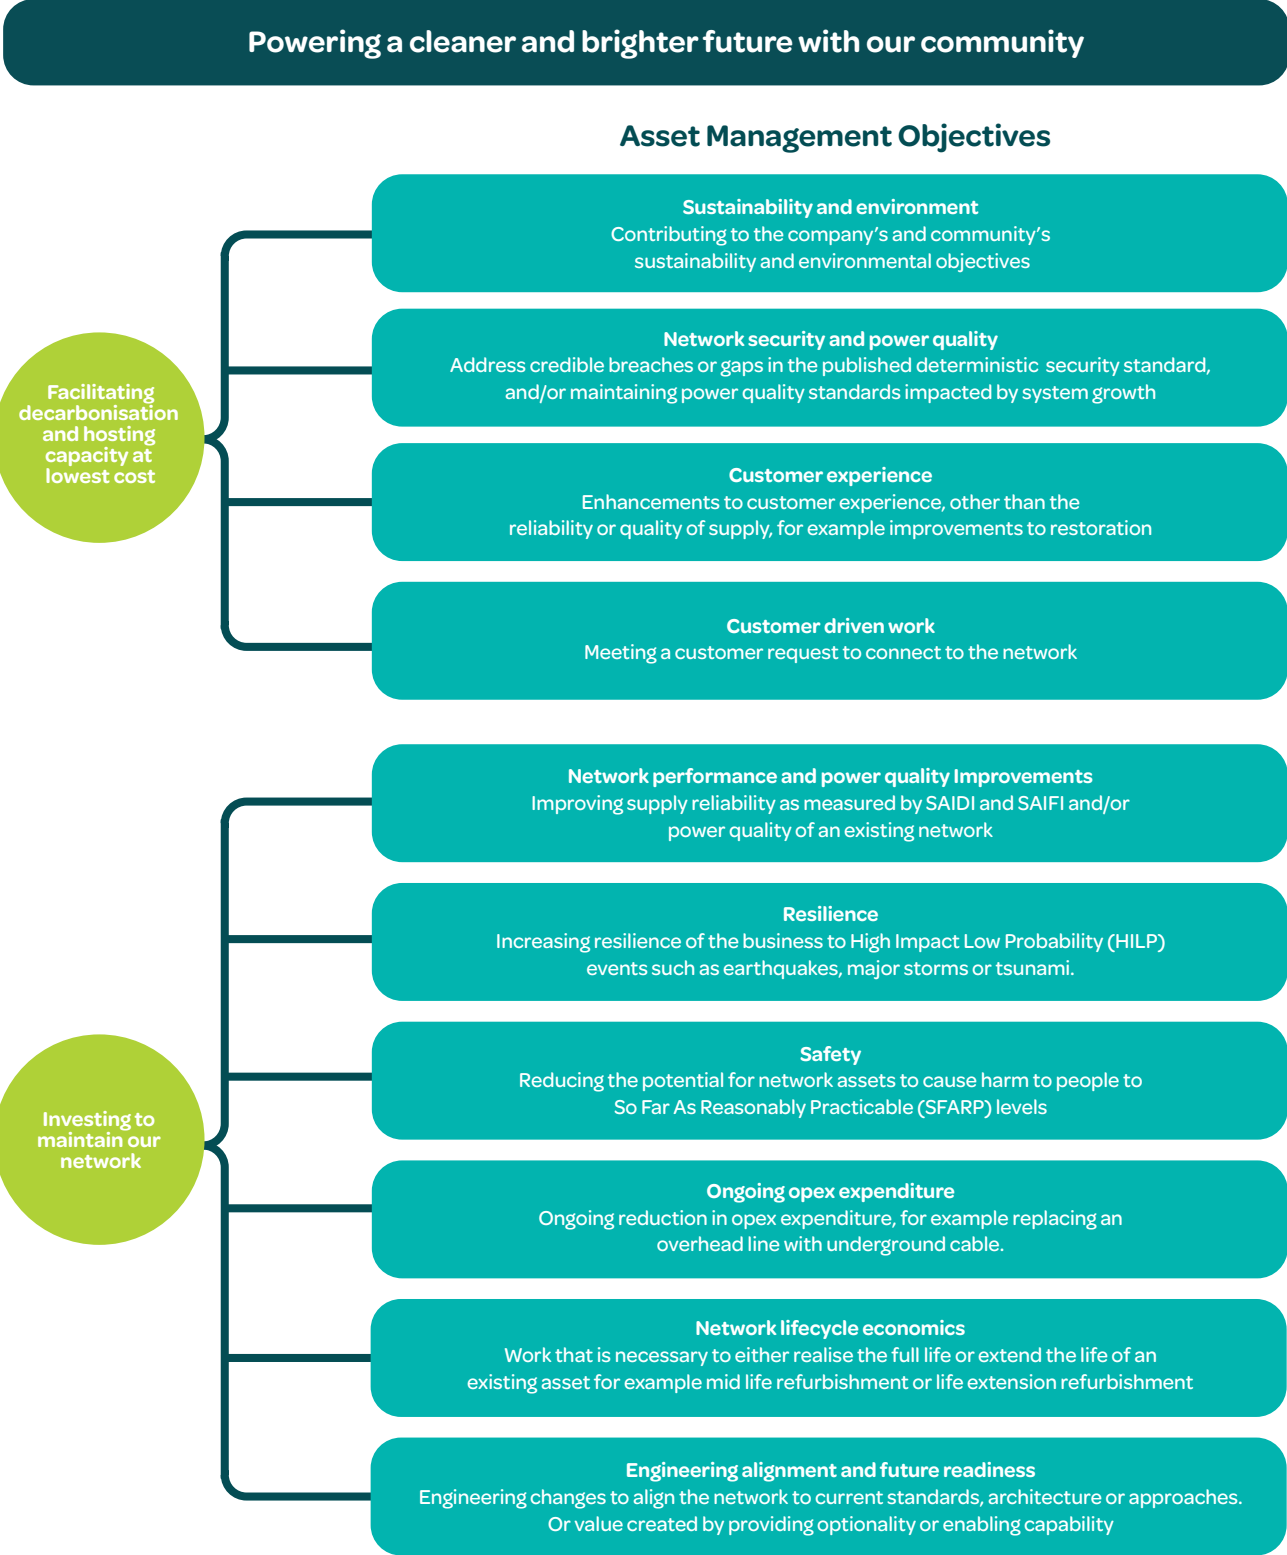 Powering a cleaner and brighter future with our community
Asset Management Objectives
Facilitating
decarbonisation
and hosting
capacity at
lowest cost
Sustainability and environment
Contributing to the company's and community's
sustainability and environmental objectives
Network security and power quality
Address credible breaches or gaps in the published deterministic security standard,
and/or maintaining power quality standards impacted by system growth
Customer experience
Enhancements to customer experience, other than the
reliability or quality of supply, for example improvements to restoration
Customer driven work
Meeting a customer request to connect to the network
Investing to
maintain our
network
Network performance and power quality Improvements
Improving supply reliability as measured by SAIDI and SAIFI and/or
power quality of an existing network
Resilience
Increasing resilience of the business to High Impact Low Probability (HILP)
events such as earthquakes, major storms or tsunami.
Safety
Reducing the potential for network assets to cause harm to people to
So Far As Reasonably Practicable (SFARP) levels
Ongoing opex expenditure
Ongoing reduction in opex expenditure, for example replacing an
overhead line with underground cable.
Network lifecycle economics
Work that is necessary to either realise the full life or extend the life of an
existing asset for example mid life refurbishment or life extension refurbishment
Engineering alignment and future readiness
Engineering changes to align the network to current standards, architecture or approaches.
Or value created by providing optionality or enabling capability